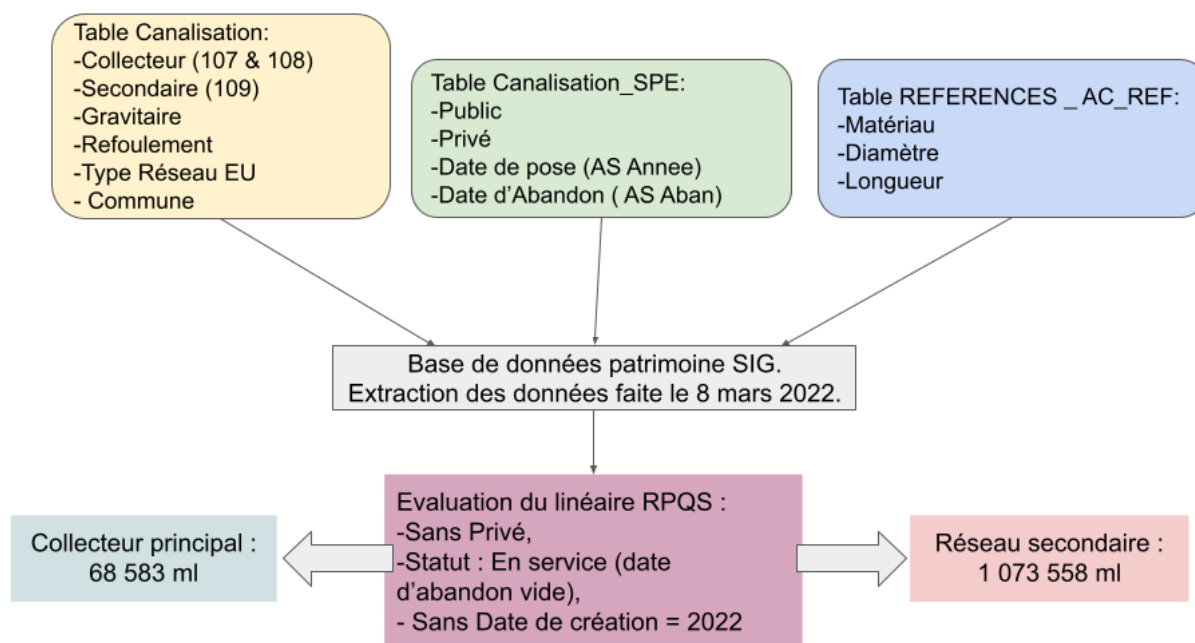 Table Canalisation:
-Collecteur (107 & 108)
-Secondaire (109)
-Gravitaire
-Refoulement
-Type Réseau EU
- Commune
Table Canalisation_SPE:
-Public
-Privé
-Date de pose (AS Annee)
-Date d'Abandon ( AS Aban)
Table REFERENCES _ AC_REF:
-Matériau
-Diamètre
-Longueur
Base de données patrimoine SIG.
Extraction des données faite le 8 mars 2022.
Evaluation du linéaire RPQS :
-Sans Privé,
-Statut : En service (date
d'abandon vide),
- Sans Date de création = 2022
Collecteur principal :
68 583 ml
Réseau secondaire :
1 073 558 ml